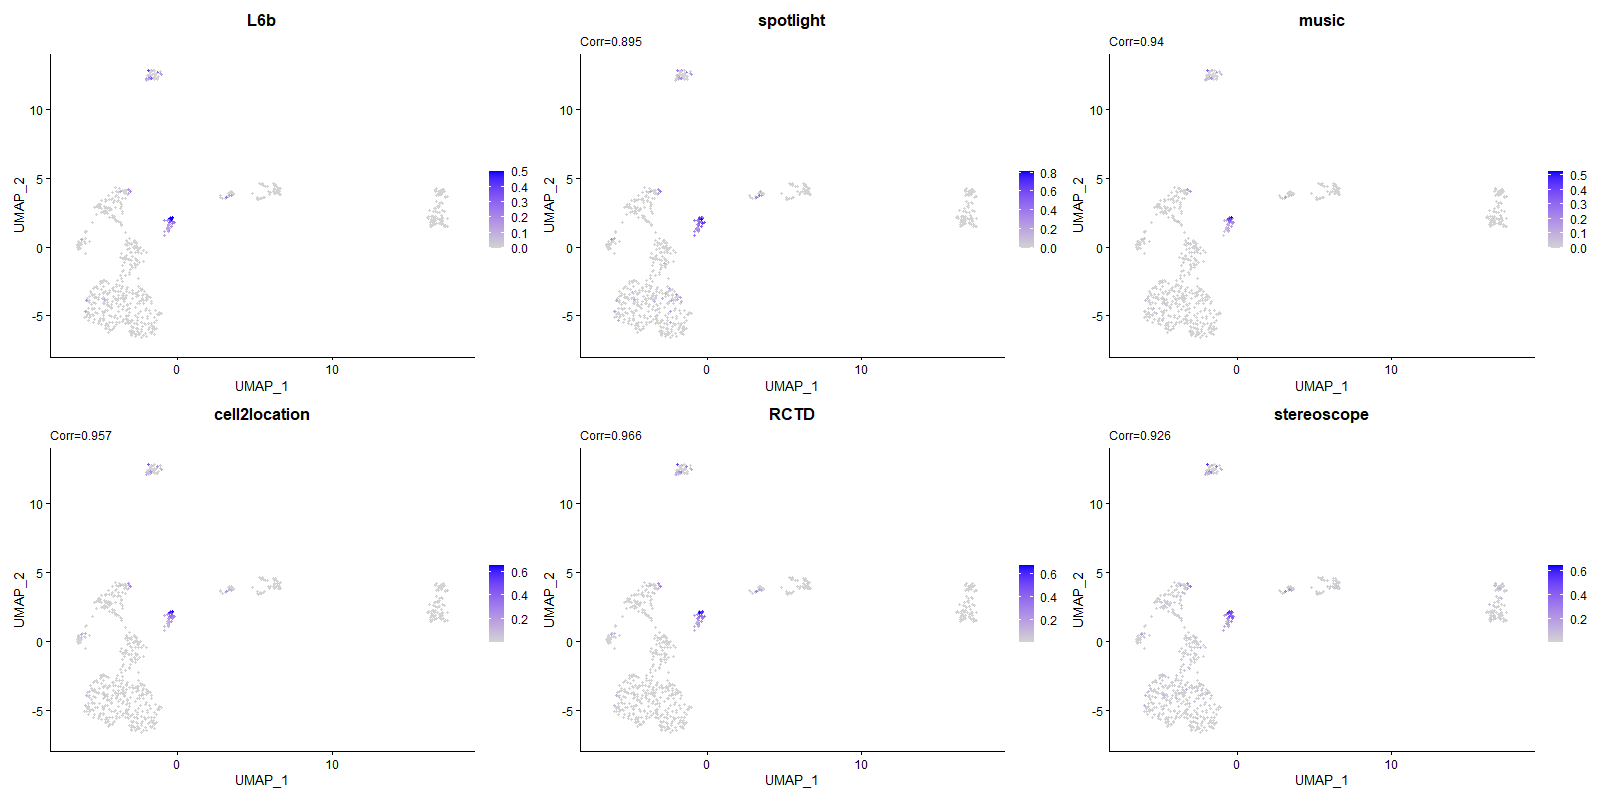 L6b
UMAP_2
10
5
0
-5
0
10
UMAP_1
0.5
0.4
0.3
0.2
0.1
0.0
spotlight
Corr=0.895
UMAP_2
10
5
0
-5
0
10
UMAP_1
0.8
0.6
0.4
0.2
0.0
music
Corr=0.94
UMAP_2
10
5
0
-5
0
10
UMAP_1
0.5
0.4
0.3
0.2
0.1
0.0
cell2location
Corr=0.957
UMAP_2
10
5
0
-5
0
10
UMAP_1
0.6
0.4
0.2
RCTD
Corr=0.966
UMAP_2
10
5
0
-5
0
10
UMAP_1
0.6
0.4
0.2
stereoscope
Corr=0.926
UMAP_2
10
5
0
-5
0
10
UMAP_1
0.6
0.4
0.2